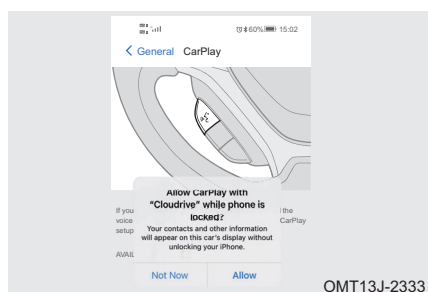 60% 15:02
General CarPlay
Allow CarPlay with
“Cloudrive” while phone is
locked?
If you
the
voice
CarPlay
setup
Your contacts and other information
will appear on this car's display without
unlocking your iPhone.
AVAIL
Not Now Allow
OMT13J-2333